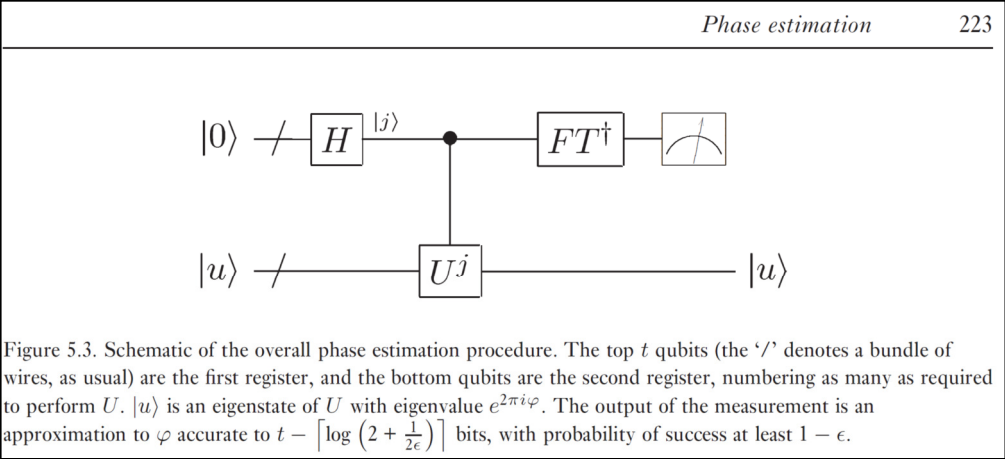 Phase estimation 223
|0⟩ H |j⟩ FT†
|u⟩ U^j |u⟩
Figure 5.3. Schematic of the overall phase estimation procedure. The top t qubits (the ‘/’ denotes a bundle of
wires, as usual) are the first register, and the bottom qubits are the second register, numbering as many as required
to perform U. |u⟩ is an eigenstate of U with eigenvalue e^{2πiφ}. The output of the measurement is an
approximation to φ accurate to t − ⌈log (2 + 1/(2ϵ))⌉ bits, with probability of success at least 1 − ϵ.